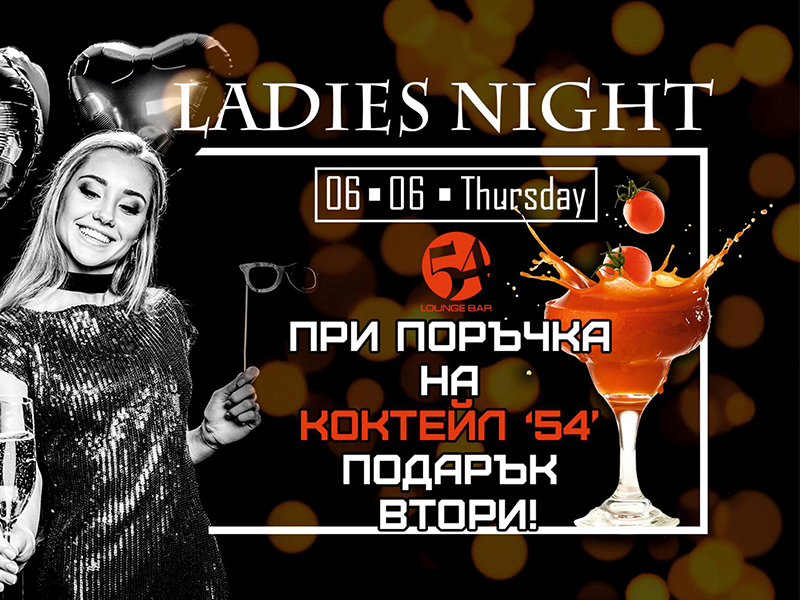 LADIES NIGHT
06 ▪ 06 ▪ Thursday
54
LOUNGE BAR
ПРИ ПОРЪЧКА
НА
КОКТЕЙЛ ‘54’
ПОДАРЪК
ВТОРИ!